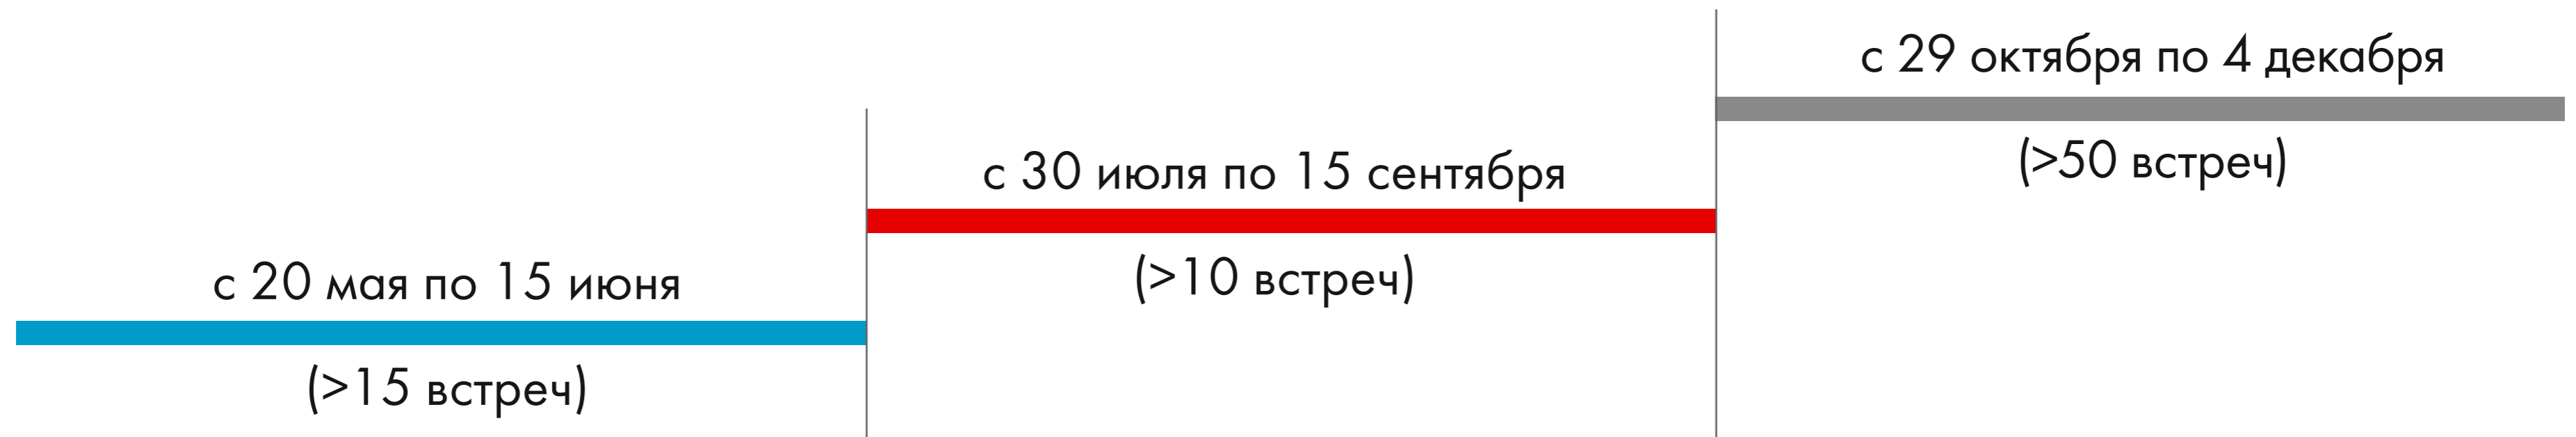 с 20 мая по 15 июня
(>15 встреч)
с 30 июля по 15 сентября
(>10 встреч)
с 29 октября по 4 декабря
(>50 встреч)